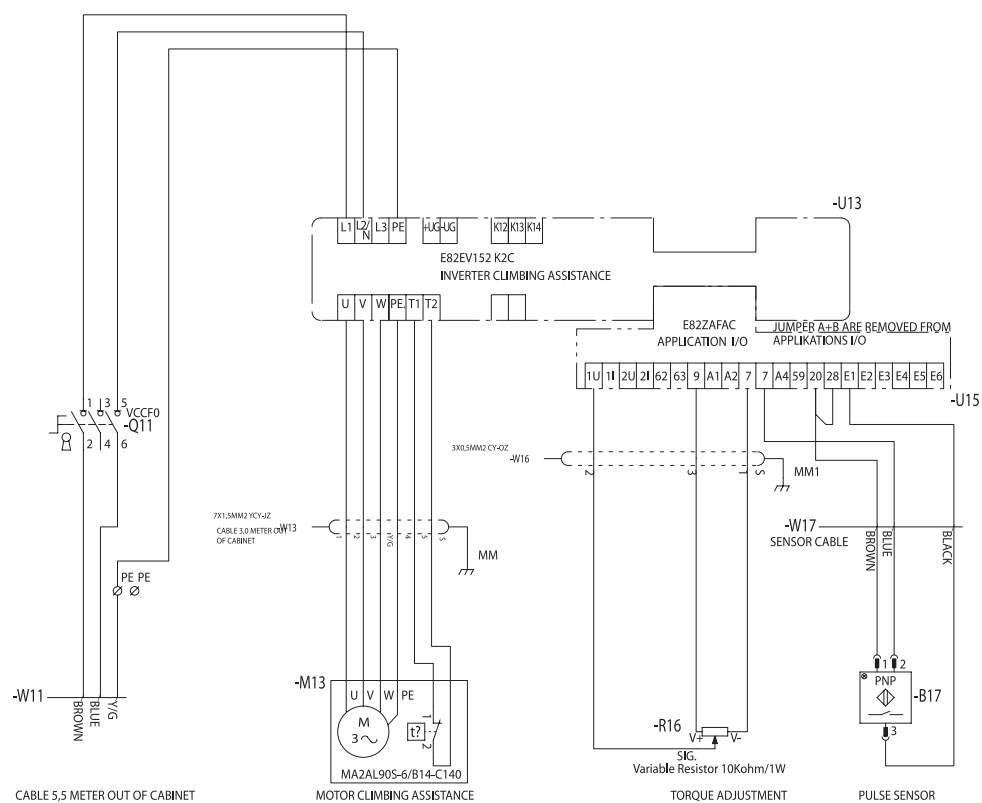 -U13
L1 L2/N L3 PE +UG -UG K12 K13 K14
E82EV152 K2C
INVERTER CLIMBING ASSISTANCE
U V W PE. T1 T2
E82ZAFAC
APPLICATION I/O
JUMPER A+B ARE REMOVED FROM
APPLIKATIONS I/O
1U 1I 2U 2I 62 63 9 A1 A2 7 7 A4 59 20 28 E1 E2 E3 E4 E5 E6
-U15
1 3 5
VCCF0
-Q11
2 4 6
3X0,5MM2 CY-OZ
-W16
2 3 1 S
MM1
7X1,5MM2 YCY-JZ
-W13
CABLE 3,0 METER OUT
OF CABINET
1 2 3 Y/G 4 5 S
MM
-W17
SENSOR CABLE
BROWN
BLUE
BLACK
PE PE
-W11
BROWN
BLUE
Y/G
-M13
U V W PE
M
3
t?
1
2
MA2AL90S-6/B14-C140
-R16
V+ V-
SIG.
Variable Resistor 10Kohm/1W
1 2
PNP
-B17
3
CABLE 5,5 METER OUT OF CABINET
MOTOR CLIMBING ASSISTANCE
TORQUE ADJUSTMENT
PULSE SENSOR